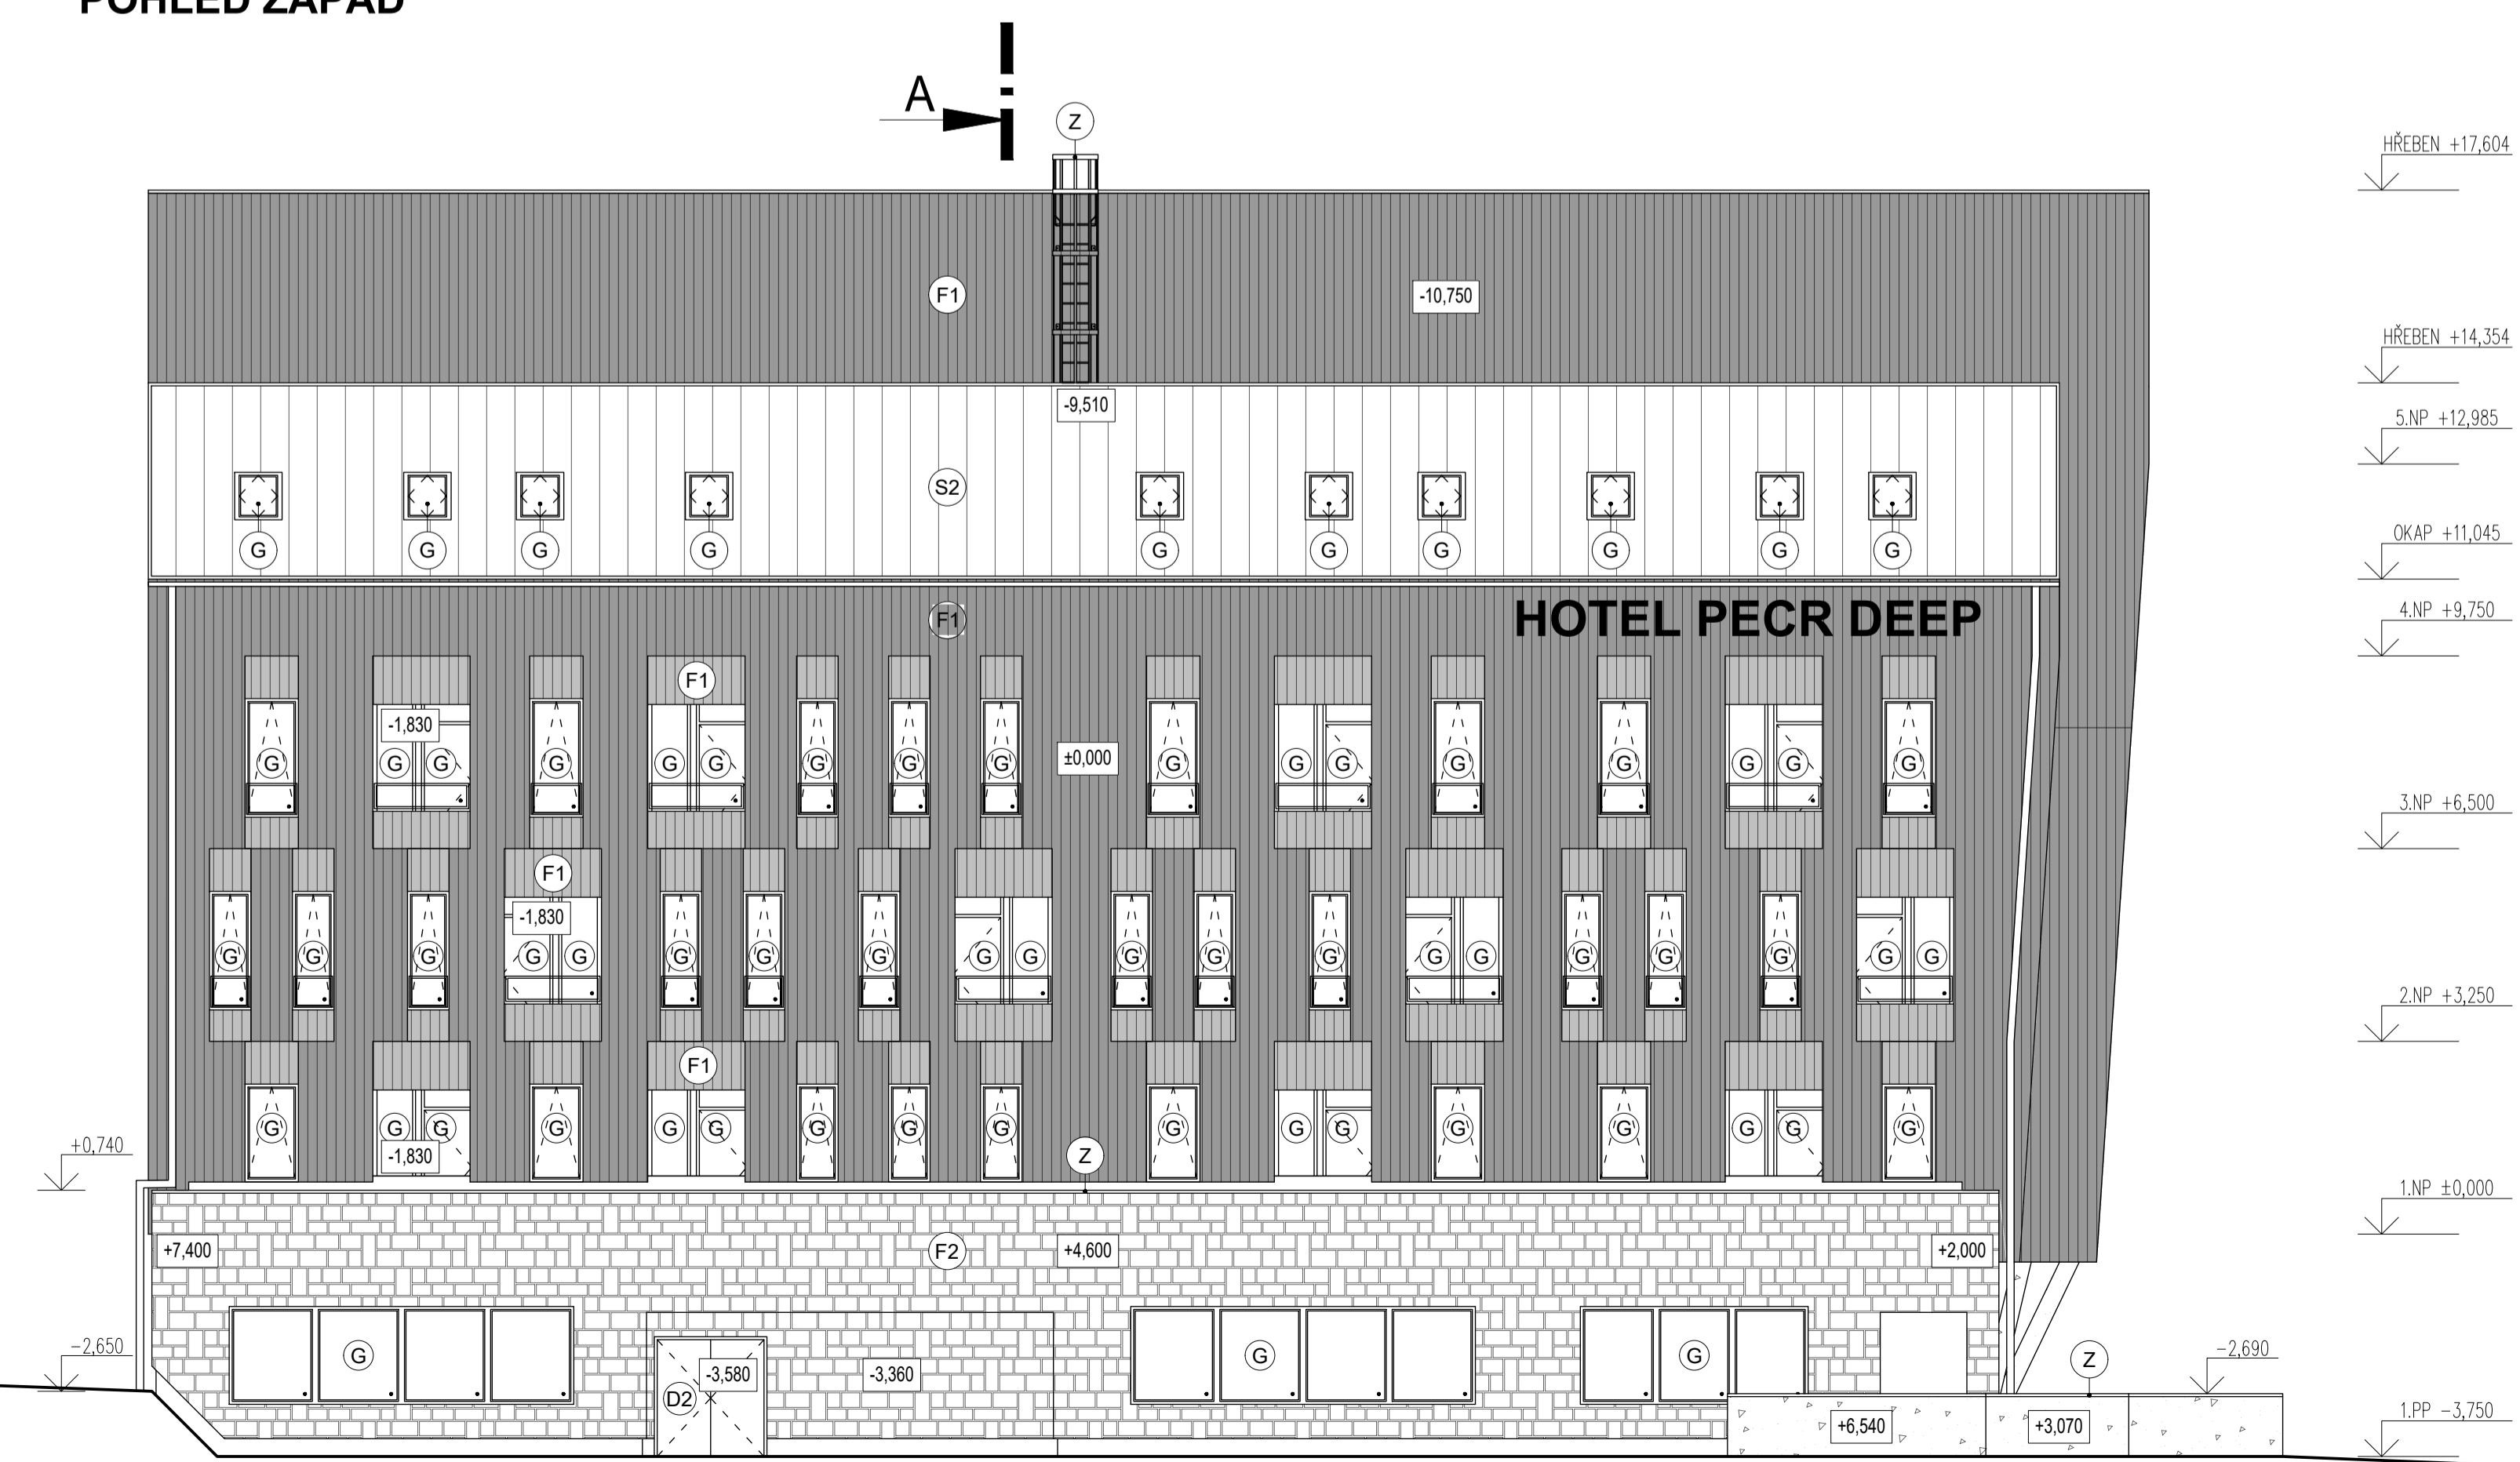 POHLED ZÁPAD
A
Z
HŘEBEN +17,604
F1
-10,750
HŘEBEN +14,354
-9,510
5.NP +12,985
S2
G G G G G G G G G G
OKAP +11,045
F1
HOTEL PECR DEEP
4.NP +9,750
F1
-1,830
±0,000
G G G G G G G G G G G G G G G G G
3.NP +6,500
F1
-1,830
G G G G G G G G G G G G G G G G G G G
2.NP +3,250
F1
G G G G G G G G G G G G G G G G G
+0,740
-1,830
Z
1.NP ±0,000
+7,400
F2
+4,600
+2,000
-2,650
G
G
G
Z
-2,690
-3,580
-3,360
D2
+6,540
+3,070
1.PP -3,750